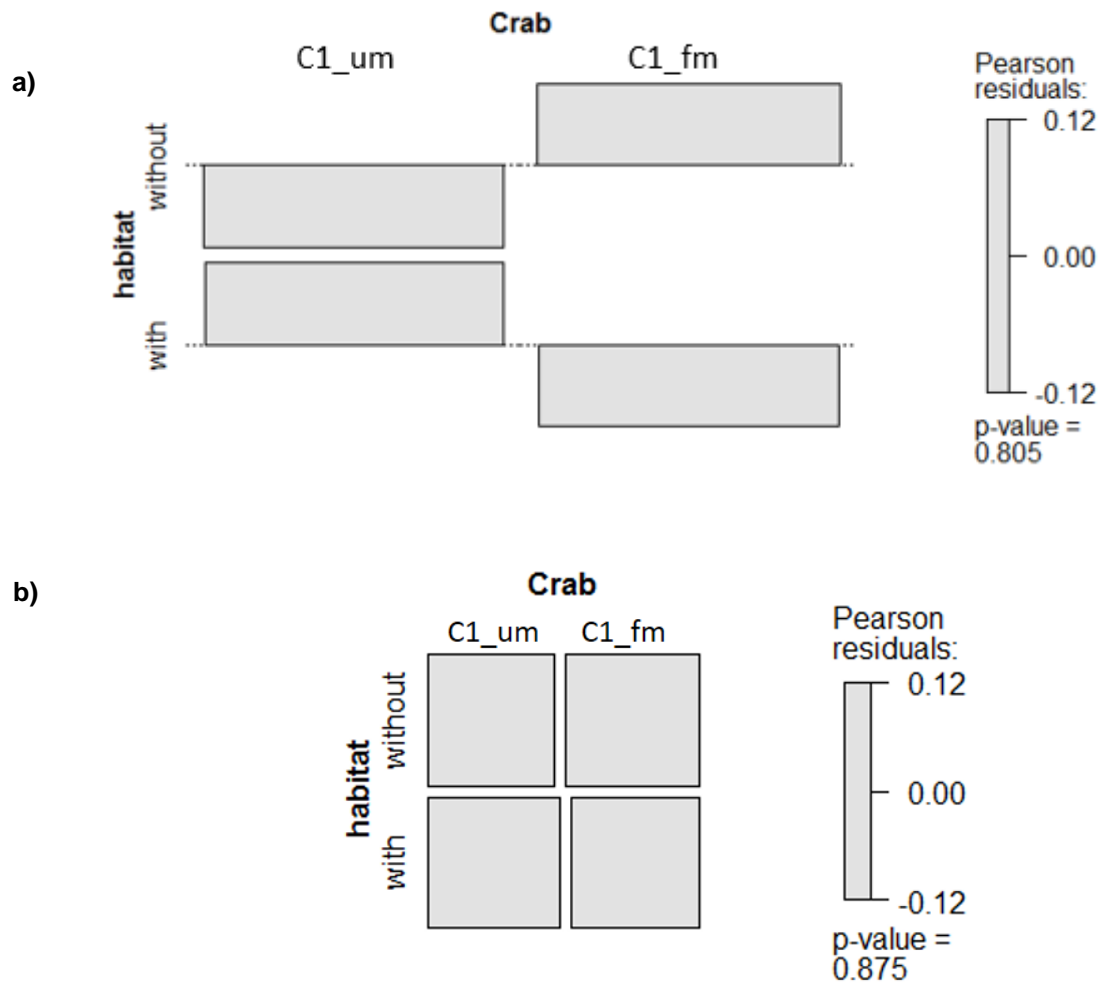 Crab
C1_um
C1_fm
a)
Pearson
residuals:
0.12
0.00
-0.12
p-value =
0.805
habitat
without
with
b)
Crab
C1_um
C1_fm
Pearson
residuals:
0.12
0.00
-0.12
p-value =
0.875
habitat
without
with